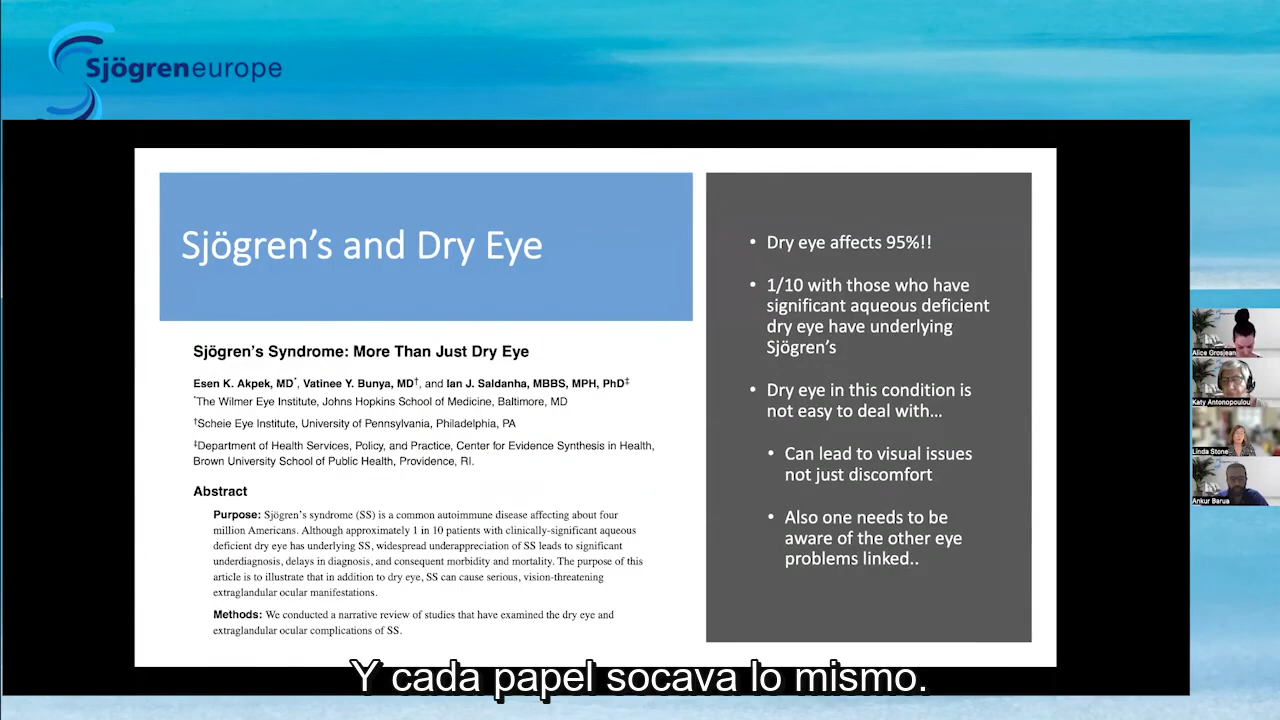 Sjögreneurope
Sjögren's and Dry Eye
Sjögren's Syndrome: More Than Just Dry Eye
Esen K. Akpek, MD*, Vatinee Y. Bunya, MD†, and Ian J. Saldanha, MBBS, MPH, PhD‡
*The Wilmer Eye Institute, Johns Hopkins School of Medicine, Baltimore, MD
†Scheie Eye Institute, University of Pennsylvania, Philadelphia, PA
‡Department of Health Services, Policy, and Practice, Center for Evidence Synthesis in Health,
Brown University School of Public Health, Providence, RI.
Abstract
Purpose: Sjögren's syndrome (SS) is a common autoimmune disease affecting about four
million Americans. Although approximately 1 in 10 patients with clinically-significant aqueous
deficient dry eye has underlying SS, widespread underappreciation of SS leads to significant
underdiagnosis, delays in diagnosis, and consequent morbidity and mortality. The purpose of this
article is to illustrate that in addition to dry eye, SS can cause serious, vision-threatening
extraglandular ocular manifestations.
Methods: We conducted a narrative review of studies that have examined the dry eye and
extraglandular ocular complications of SS.
• Dry eye affects 95%!!
• 1/10 with those who have
significant aqueous deficient
dry eye have underlying
Sjögren's
• Dry eye in this condition is
not easy to deal with...
• Can lead to visual issues
not just discomfort
• Also one needs to be
aware of the other eye
problems linked..
Alice Grosjean
Katy Antonopoulou
Linda Stone
Ankur Barua
Y cada papel socava lo mismo.